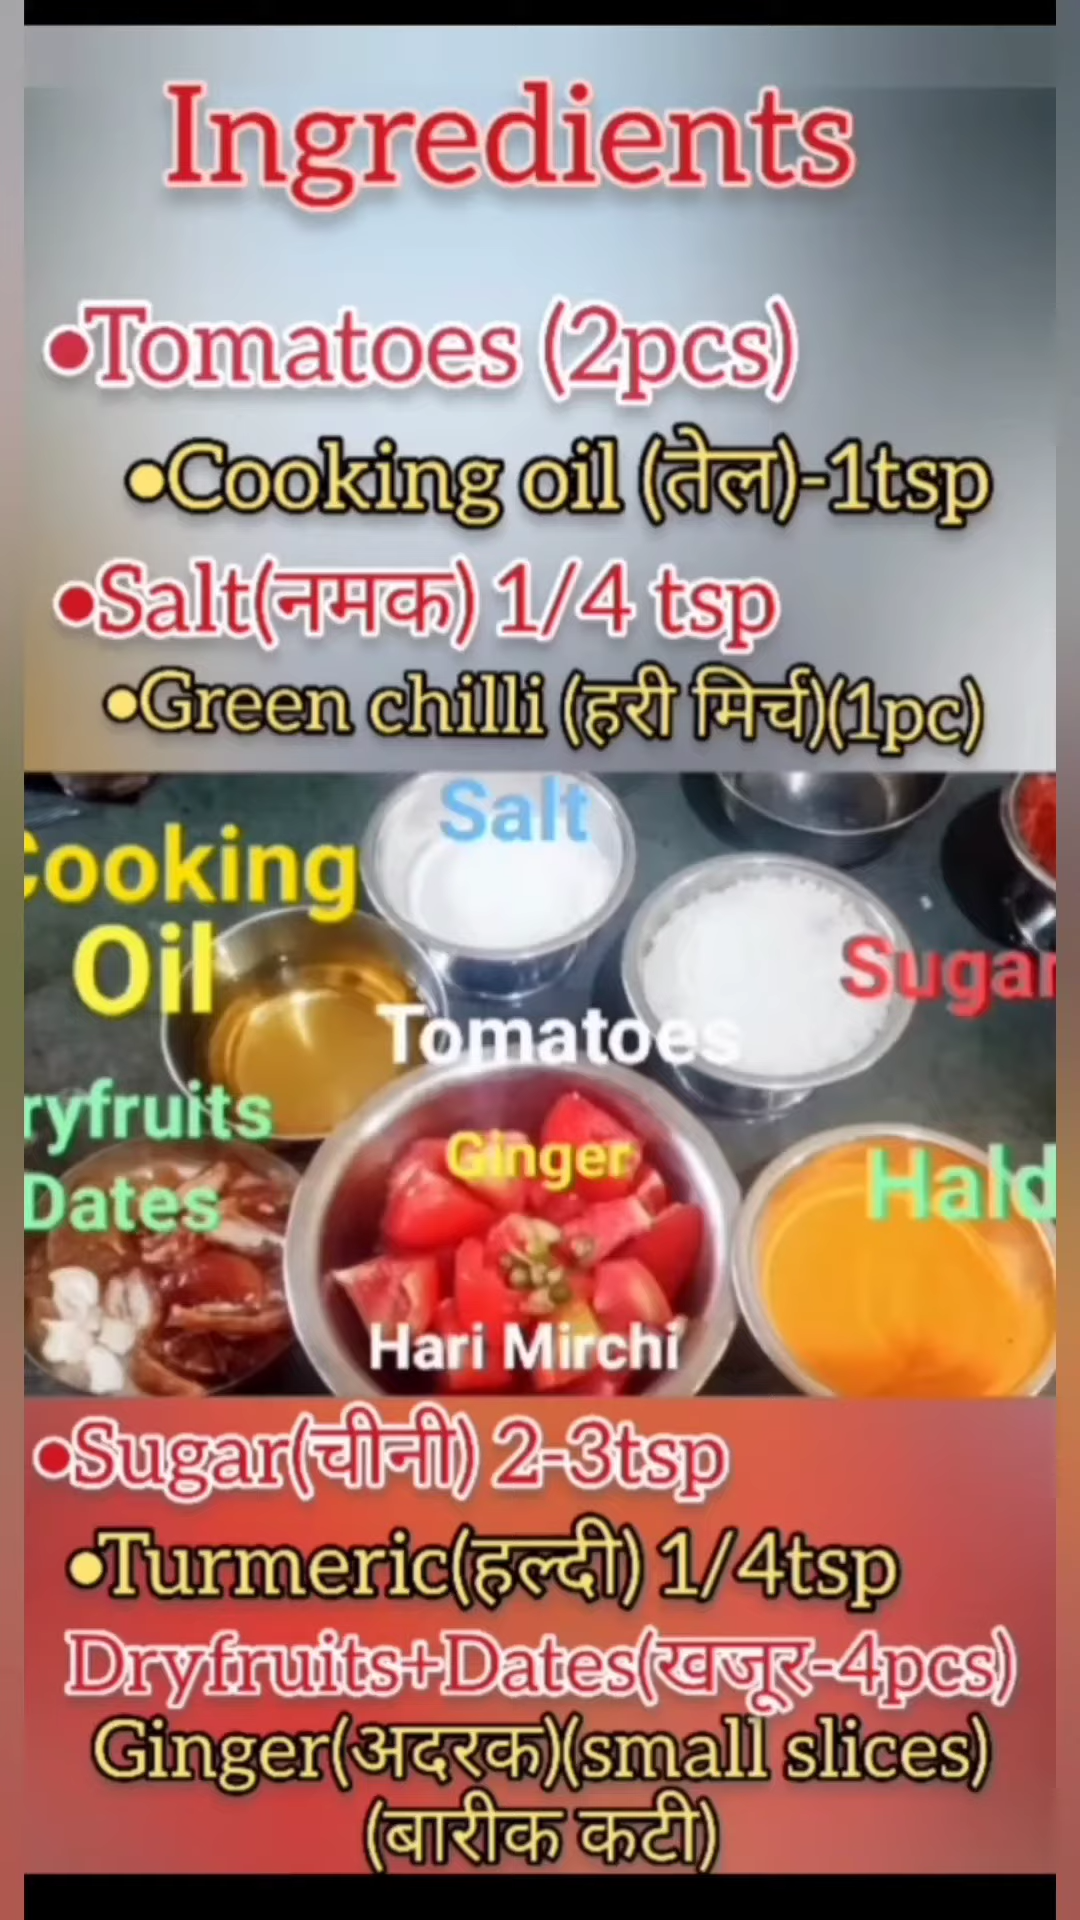 Ingredients
•Tomatoes (2pcs)
•Cooking oil (तेल)-1tsp
•Salt(नमक) 1/4 tsp
•Green chilli (हरी मिर्च)(1pc)
Salt
Cooking
Oil
Sugar
Tomatoes
ryfruits
Dates
Ginger
Hald
Hari Mirchi
•Sugar(चीनी) 2-3tsp
•Turmeric(हल्दी) 1/4tsp
Dryfruits+Dates(खजूर-4pcs)
Ginger(अदरक)(small slices)
(बारीक कटी)